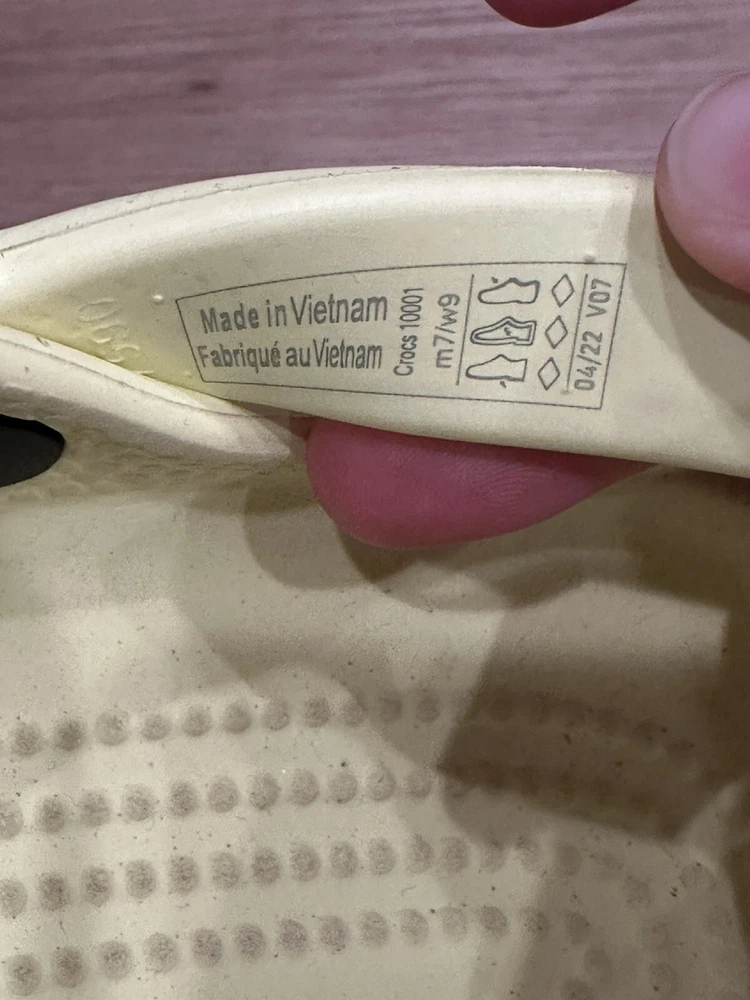 Made in Vietnam
Fabriqué au Vietnam
Crocs 10001
m7/w9
04/22 V07